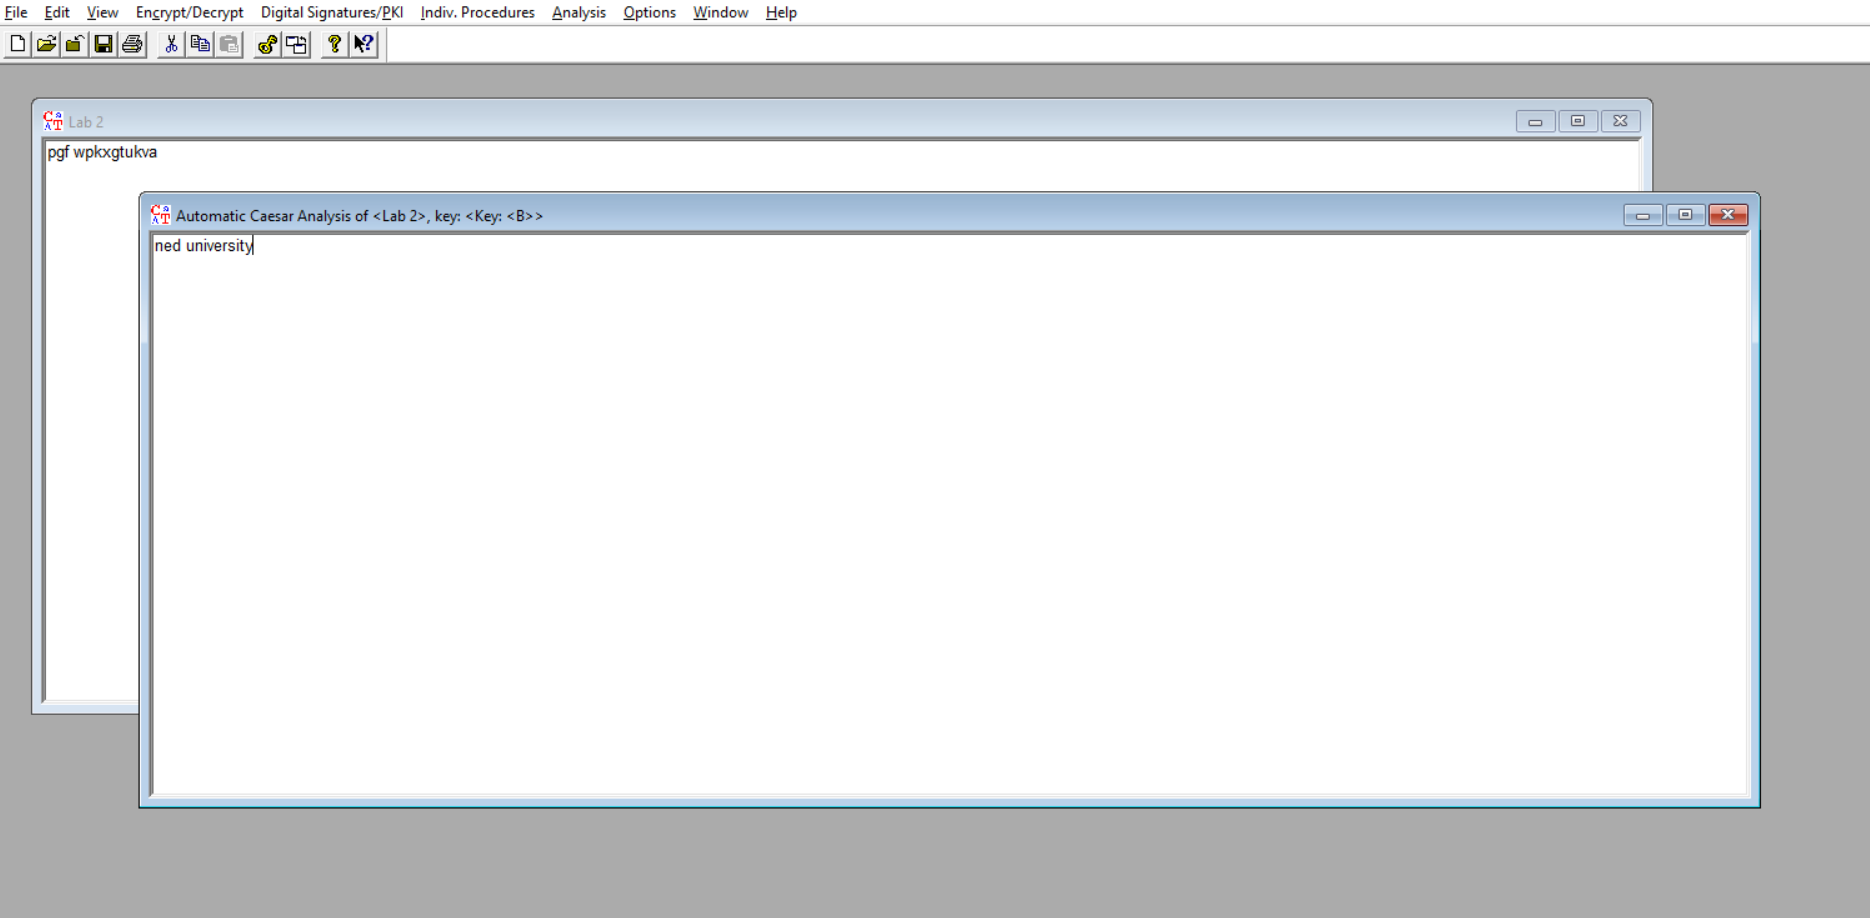 File Edit View Encrypt/Decrypt Digital Signatures/PKI Indiv. Procedures Analysis Options Window Help
Lab 2
pgf wpkxgtukva
Automatic Caesar Analysis of <Lab 2>, key: <Key: <B>>
ned university